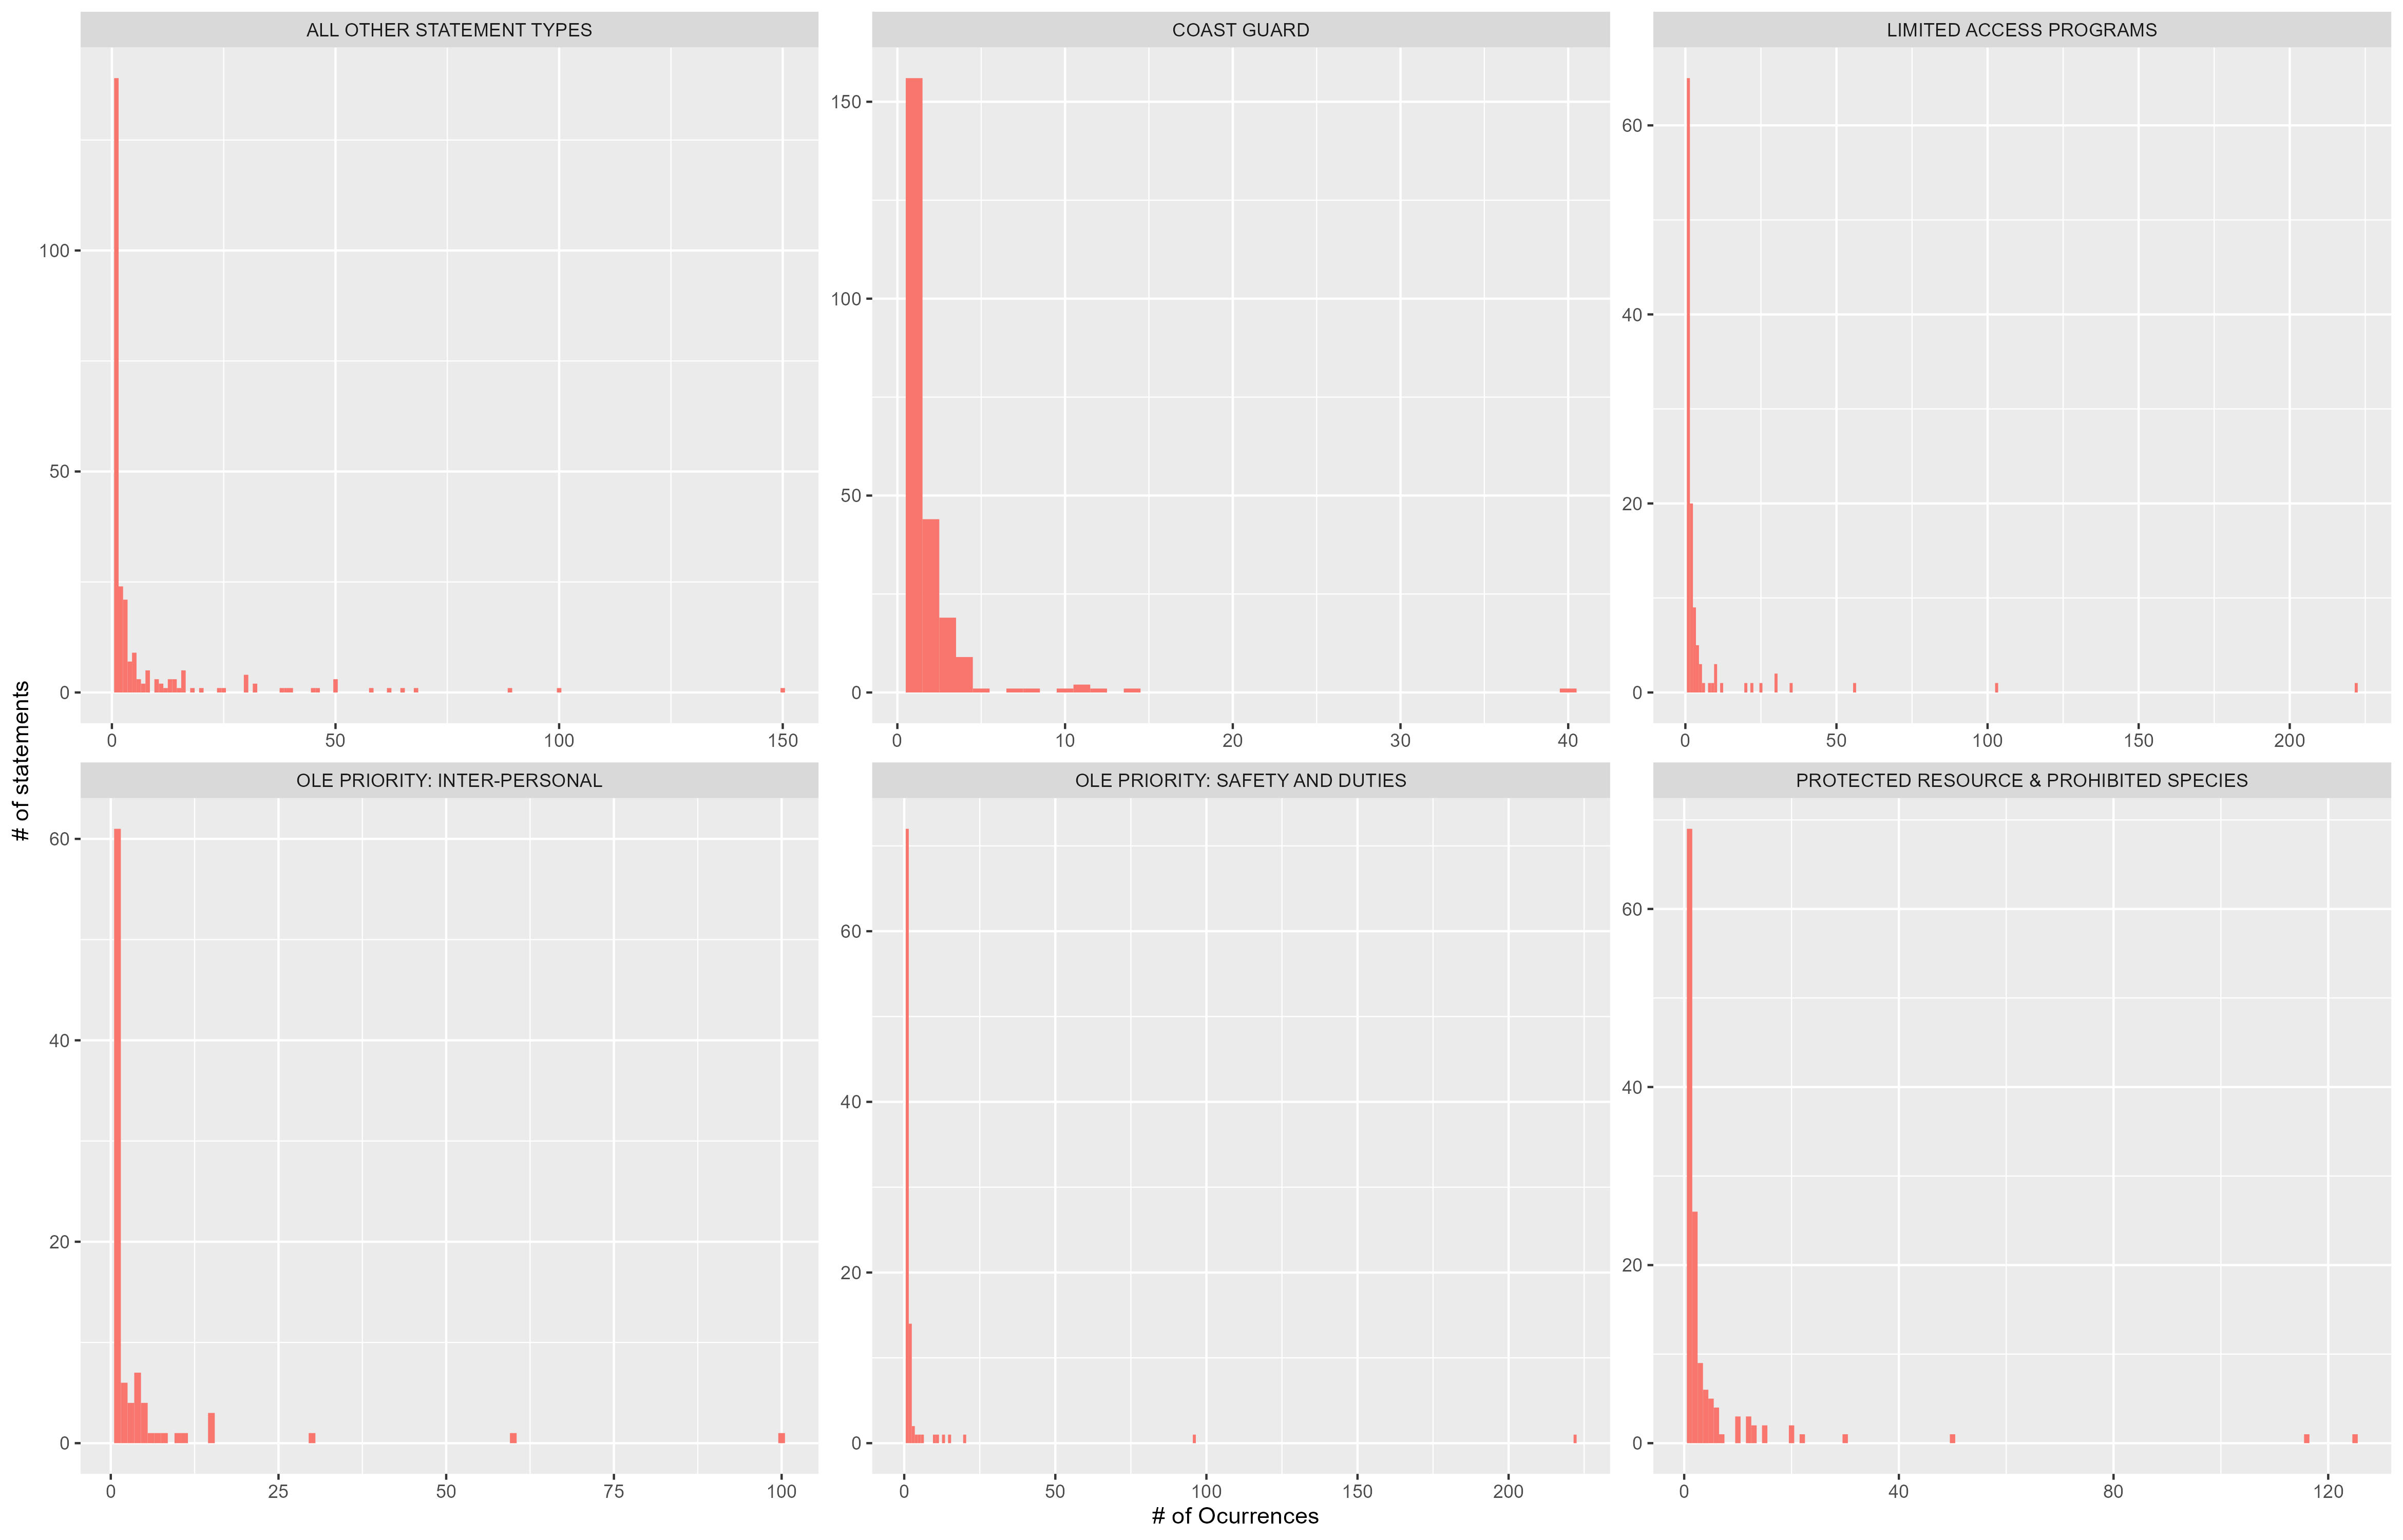 ALL OTHER STATEMENT TYPES
COAST GUARD
LIMITED ACCESS PROGRAMS
100
50
0
0 50 100 150
150
100
50
0
0 10 20 30 40
60
40
20
0
0 50 100 150 200
# of statements
OLE PRIORITY: INTER-PERSONAL
OLE PRIORITY: SAFETY AND DUTIES
PROTECTED RESOURCE & PROHIBITED SPECIES
60
40
20
0
0 25 50 75 100
60
40
20
0
0 50 100 150 200
60
40
20
0
0 40 80 120
# of Ocurrences